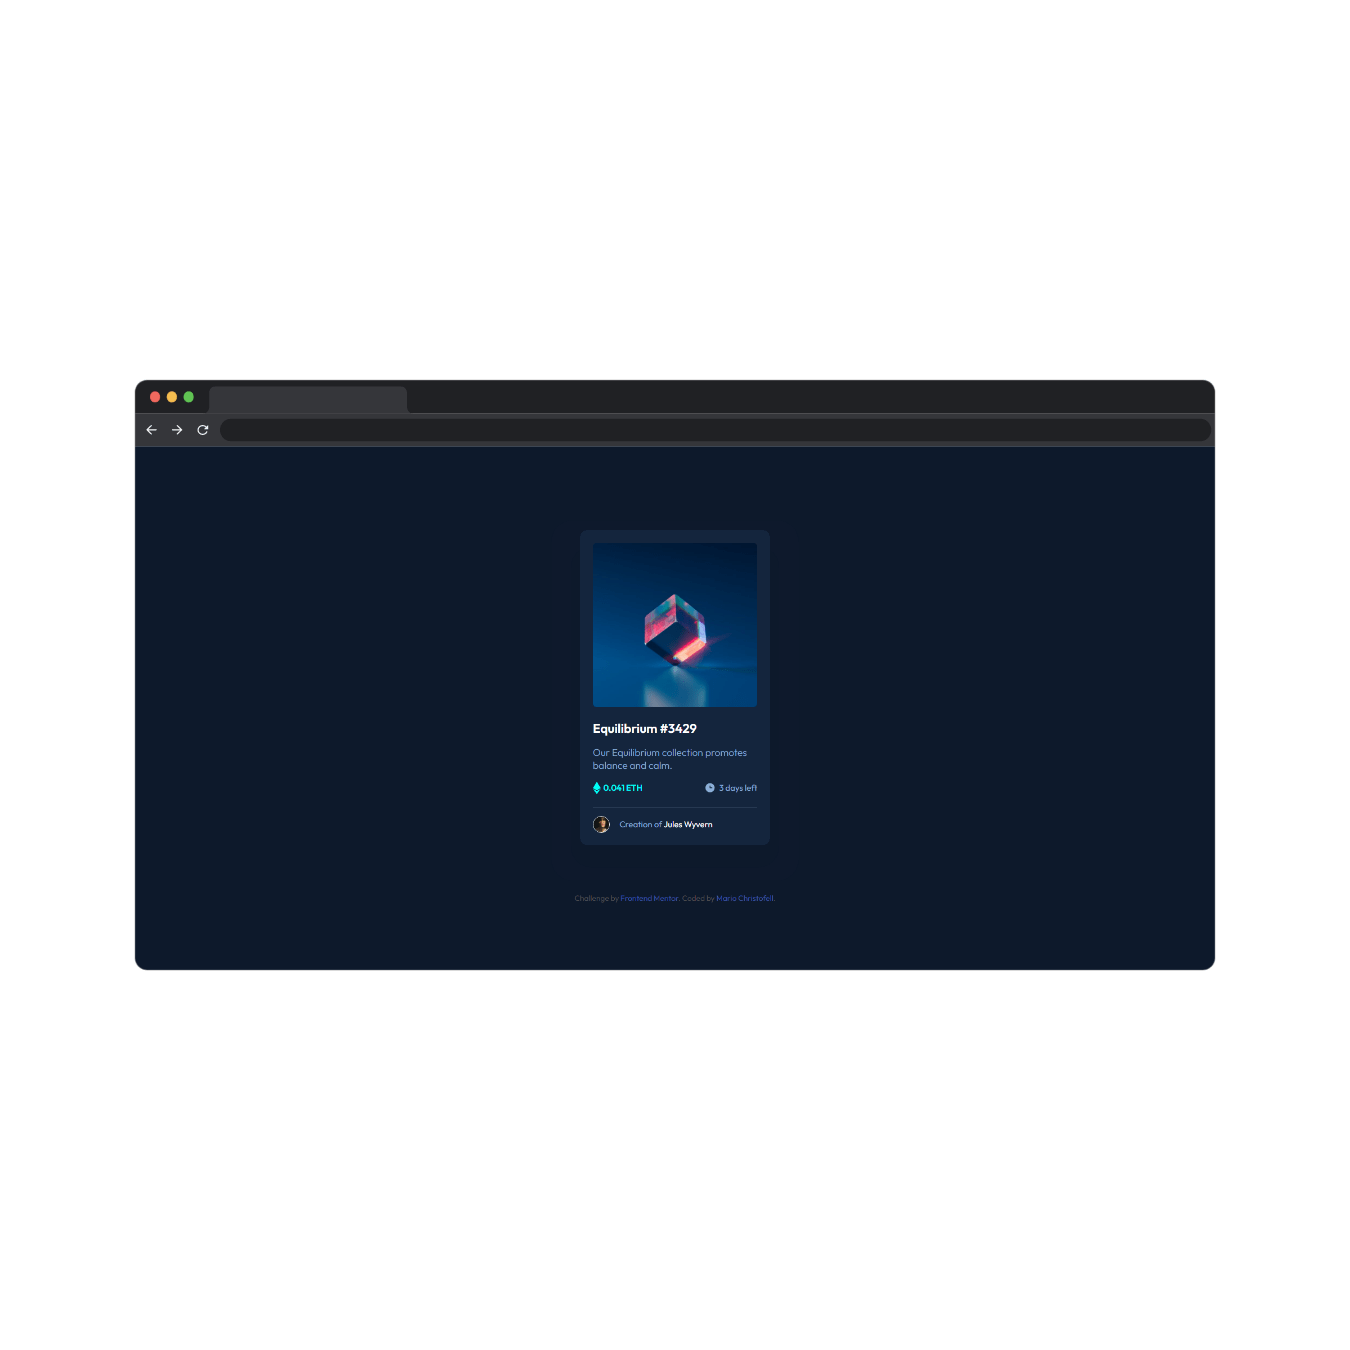 Equilibrium #3429
Our Equilibrium collection promotes
balance and calm.
0.041 ETH
3 days left
Creation of Jules Wyvern
Challenge by Frontend Mentor. Coded by Mario Christofell.